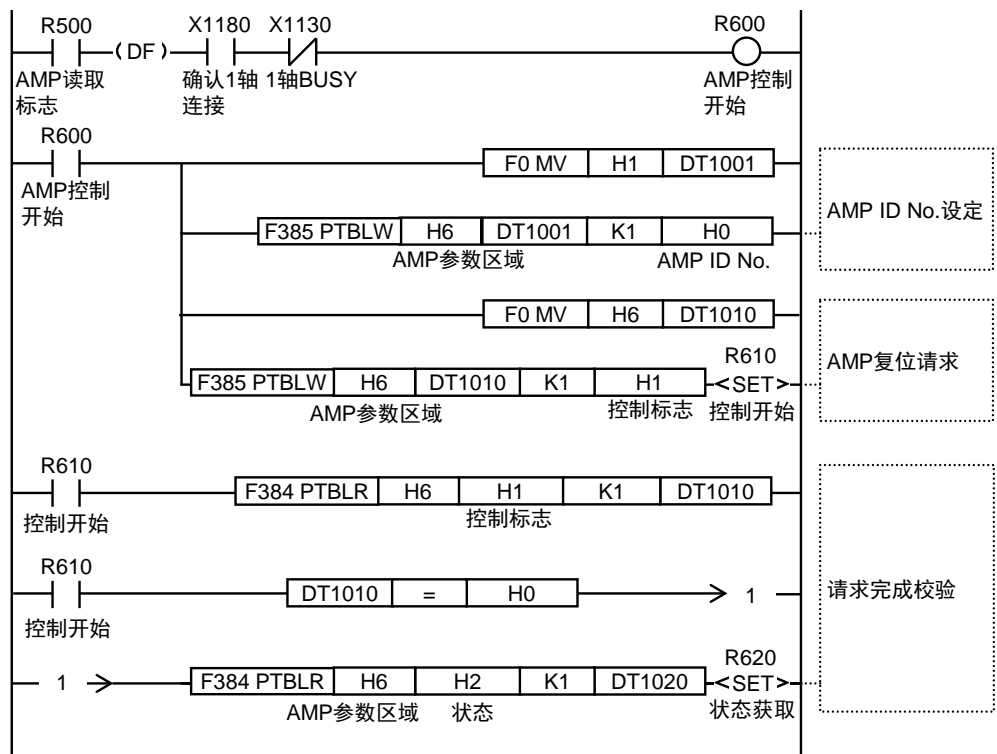 R500 X1180 X1130 R600
( DF )
AMP读取 确认1轴 1轴BUSY AMP控制
标志 连接 开始
R600
F0 MV H1 DT1001
AMP控制
开始
AMP ID No.设定
F385 PTBLW H6 DT1001 K1 H0
AMP参数区域 AMP ID No.
F0 MV H6 DT1010
R610
AMP复位请求
F385 PTBLW H6 DT1010 K1 H1 <SET>
AMP参数区域 控制标志 控制开始
R610
F384 PTBLR H6 H1 K1 DT1010
控制开始 控制标志
R610
DT1010 = H0 1
请求完成校验
控制开始
R620
1 F384 PTBLR H6 H2 K1 DT1020 <SET>
AMP参数区域 状态 状态获取